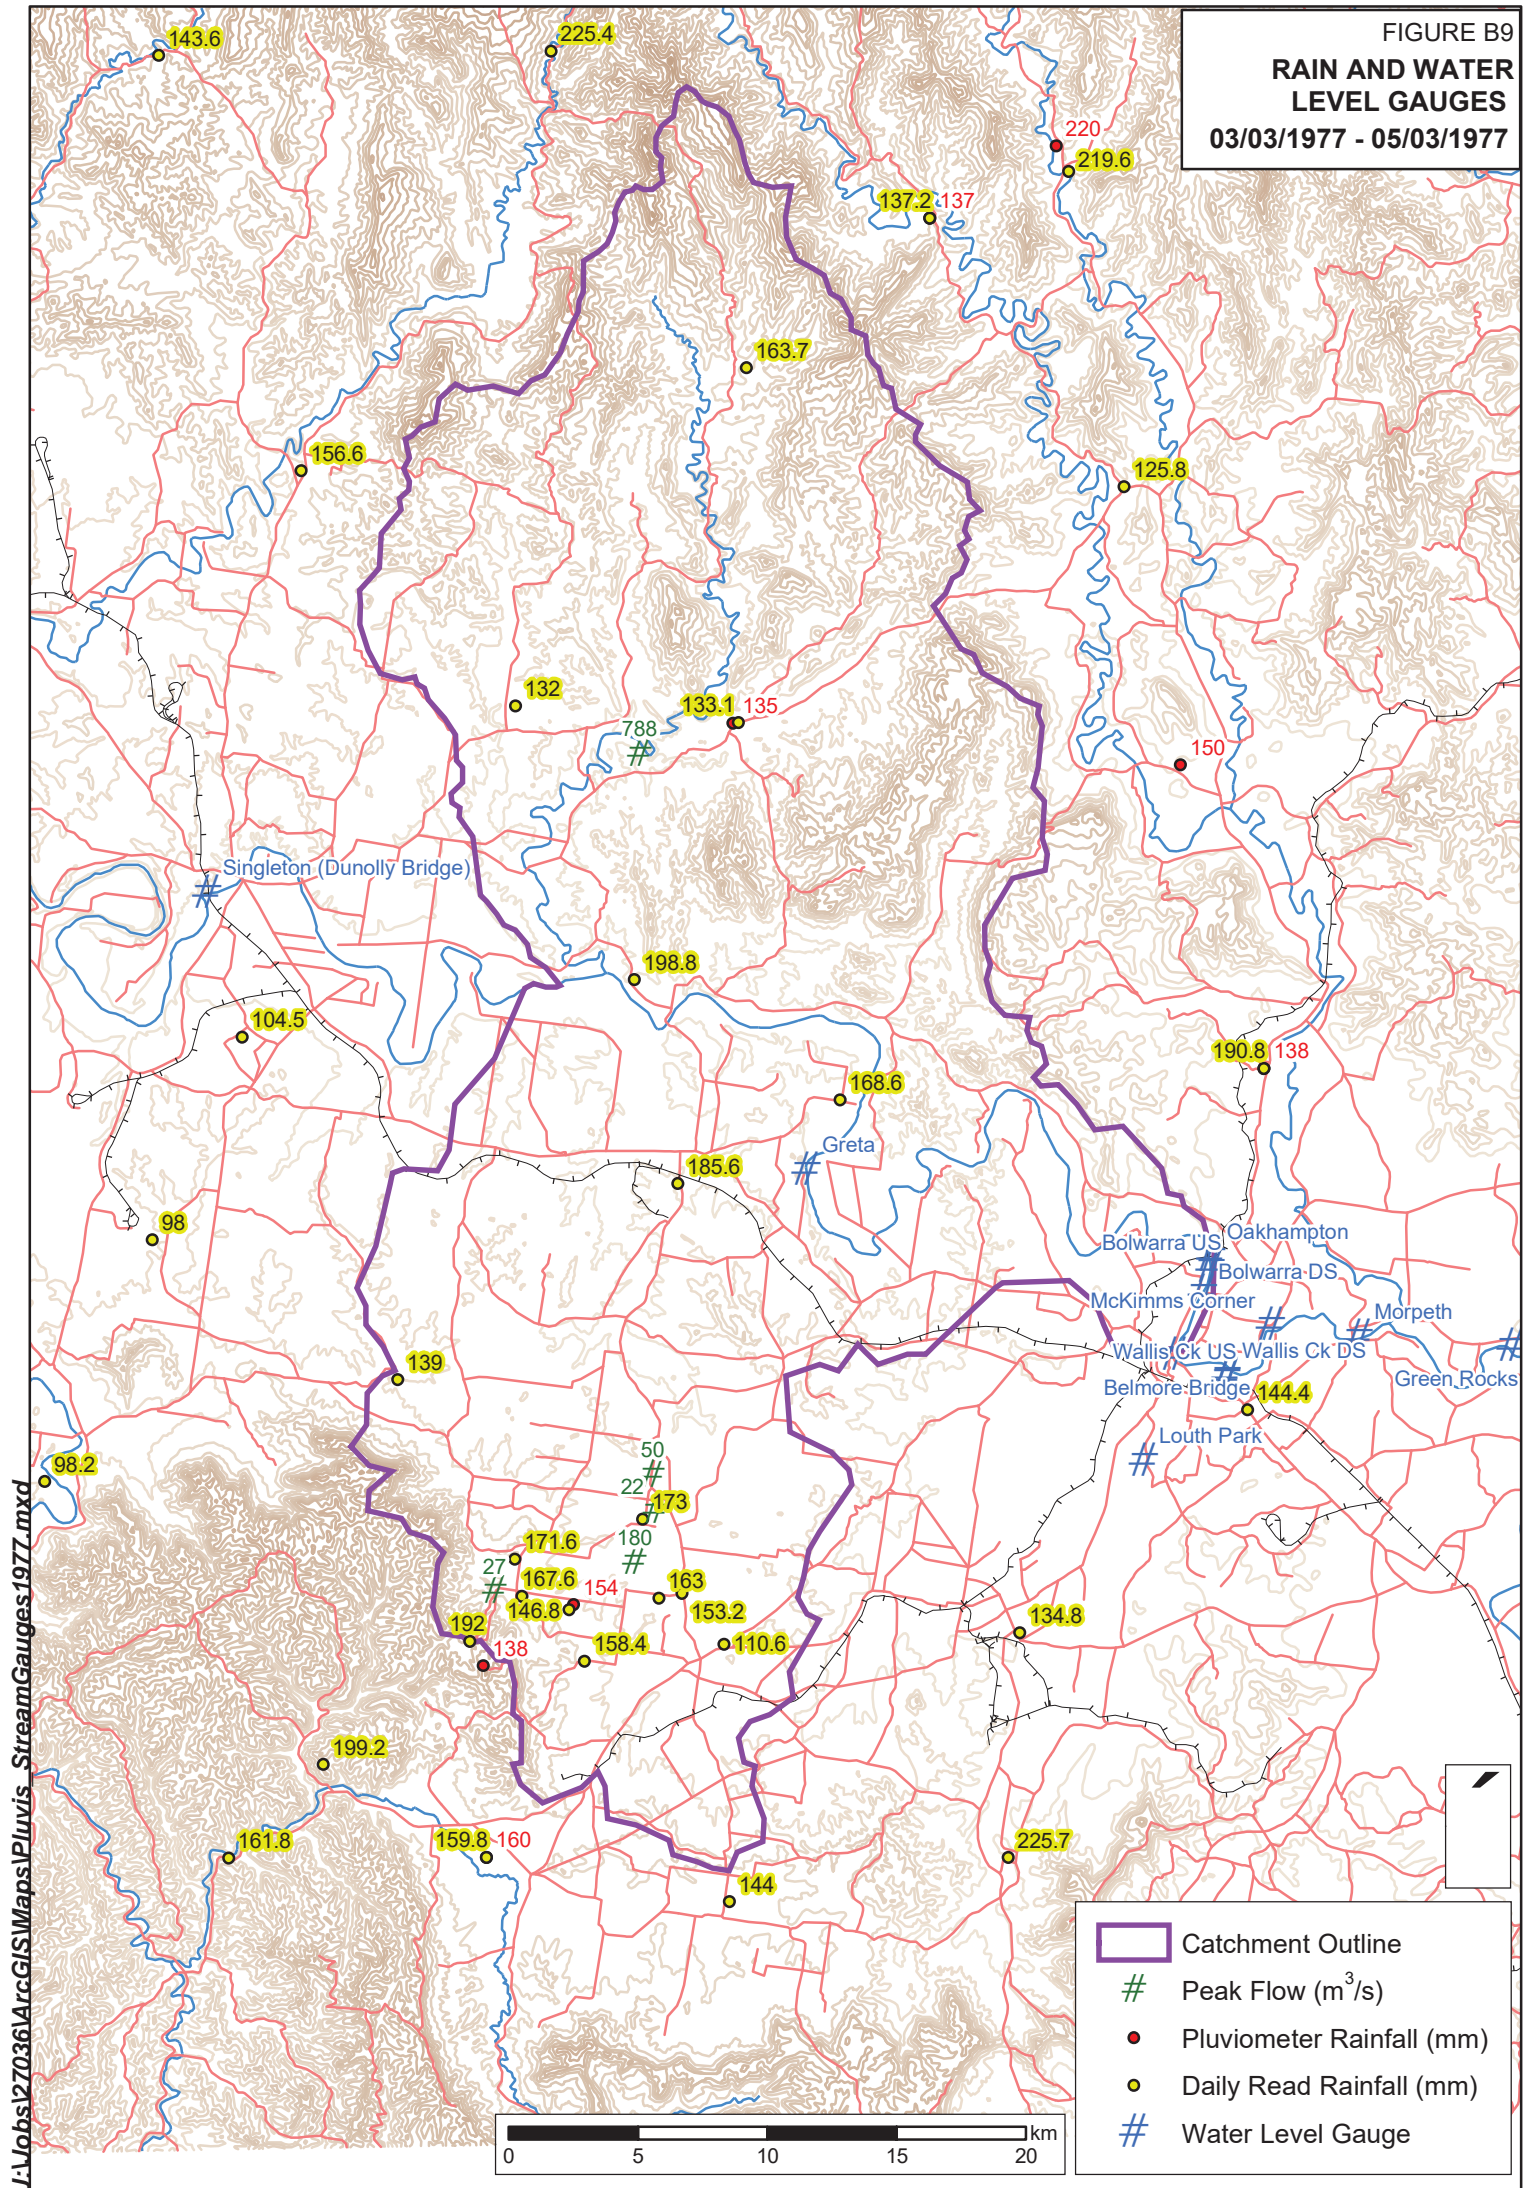 FIGURE B9
RAIN AND WATER
LEVEL GAUGES
03/03/1977 - 05/03/1977
143.6
225.4
220
219.6
137.2 137
163.7
156.6
125.8
132
133.1 135
788
150
Singleton (Dunolly Bridge)
198.8
104.5
190.8 138
168.6
Greta
185.6
98
Oakhampton
Bolwarra US
Bolwarra DS
McKimms Corner
Morpeth
Wallis Ck US Wallis Ck DS
Green Rocks
Belmore Bridge
144.4
139
Louth Park
50
98.2
22
173
180
171.6
27
167.6
154
163
146.8
153.2
134.8
192
138
158.4
110.6
199.2
161.8
159.8 160
225.7
144
Catchment Outline
Peak Flow (m³/s)
Pluviometer Rainfall (mm)
Daily Read Rainfall (mm)
Water Level Gauge
km
0 5 10 15 20
J:\Jobs\27036\ArcGIS\Maps\Pluvis_StreamGauges1977.mxd